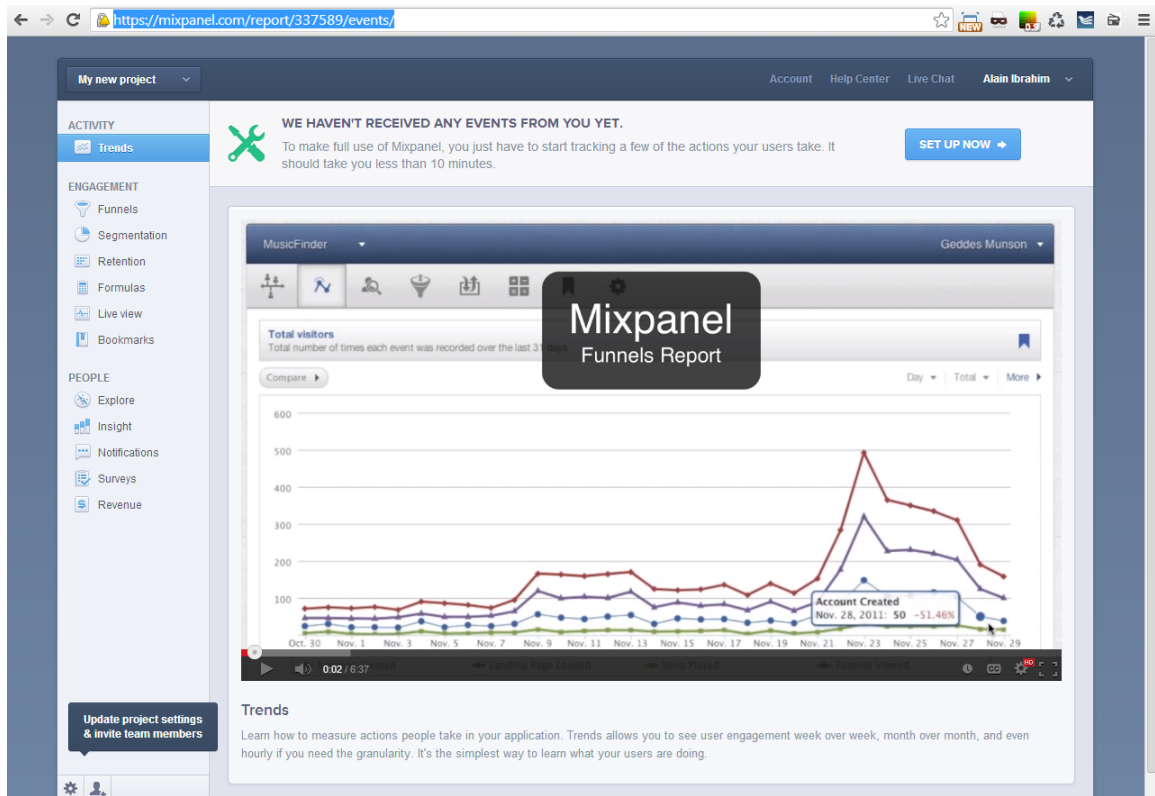 https://mixpanel.com/report/337589/events/
NEW
0.3
My new project
Account Help Center Live Chat Alain Ibrahim
ACTIVITY
Trends
ENGAGEMENT
Funnels
Segmentation
Retention
Formulas
Live view
Bookmarks
PEOPLE
Explore
Insight
Notifications
Surveys
Revenue
WE HAVEN'T RECEIVED ANY EVENTS FROM YOU YET.
To make full use of Mixpanel, you just have to start tracking a few of the actions your users take. It
should take you less than 10 minutes.
SET UP NOW
MusicFinder
Geddes Munson
Mixpanel
Funnels Report
Total visitors
Total number of times each event was recorded over the last 31 days
Compare
Day Total More
600
500
400
300
200
100
Account Created
Nov. 28, 2011: 50 -51.46%
Oct. 30 Nov. 1 Nov. 3 Nov. 5 Nov. 7 Nov. 9 Nov. 11 Nov. 13 Nov. 15 Nov. 17 Nov. 19 Nov. 21 Nov. 23 Nov. 25 Nov. 27 Nov. 29
Landing Page Loaded Song Played Tutorial Viewed
0:02 / 6:37
CC
HD
Trends
Learn how to measure actions people take in your application. Trends allows you to see user engagement week over week, month over month, and even
hourly if you need the granularity. It's the simplest way to learn what your users are doing.
Update project settings
& invite team members